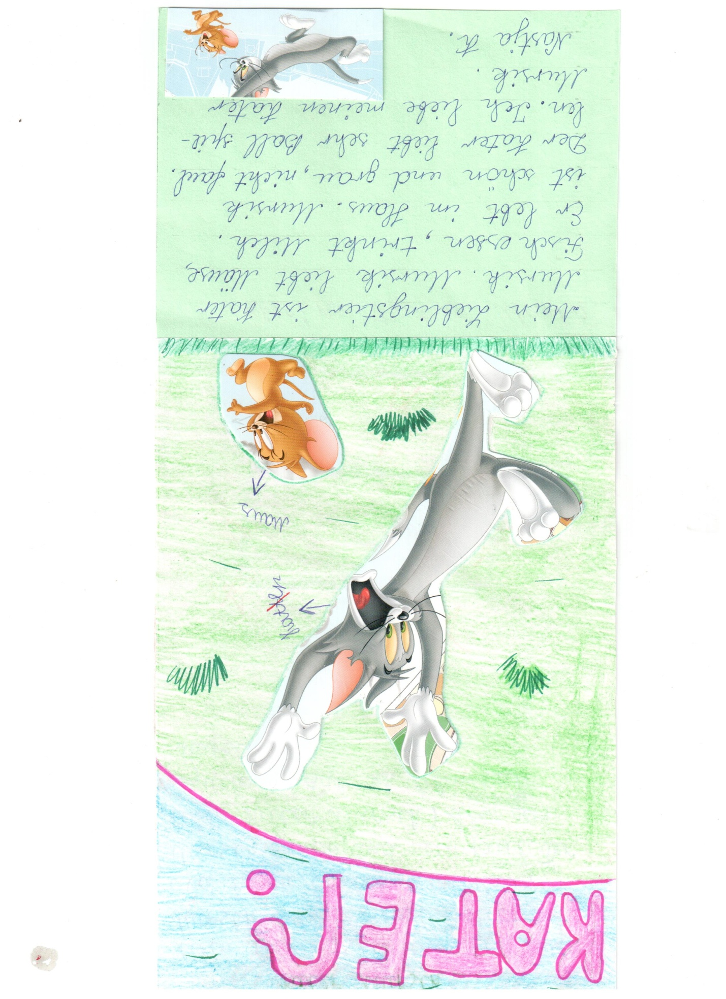 KATEr.
Kater
Maus
Mein Lieblingstier ist Kater
Mursik. Mursik liebt Mäuse,
Fisch essen, trinkt Milch.
Er lebt im Haus. Mursik
ist schön und grau, nicht faul.
Der Kater liebt sehr Ball spie-
len. Ich liebe meinen Kater
Mursik.
Nastja K.